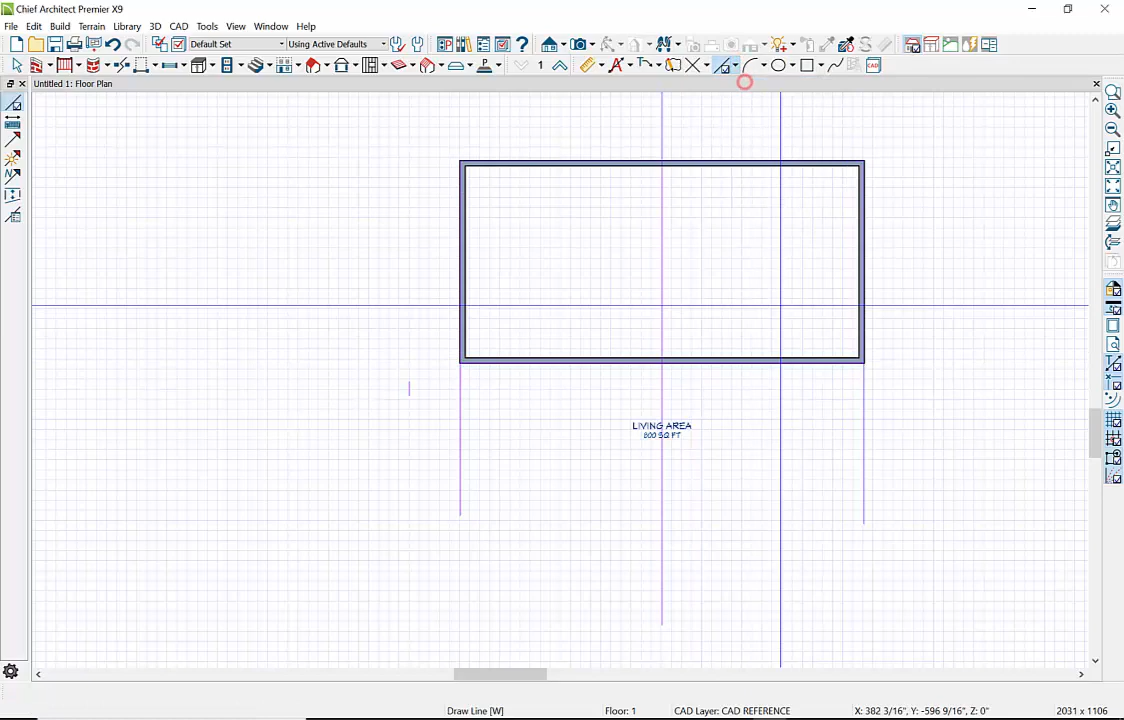 Chief Architect Premier X9
File Edit Build Terrain Library 3D CAD Tools View Window Help
Default Set Using Active Defaults
1
Untitled 1: Floor Plan
LIVING AREA
800 SQ FT
Draw Line [W] Floor: 1 CAD Layer: CAD REFERENCE X: 382 3/16", Y: -596 9/16", Z: 0" 2031 x 1106